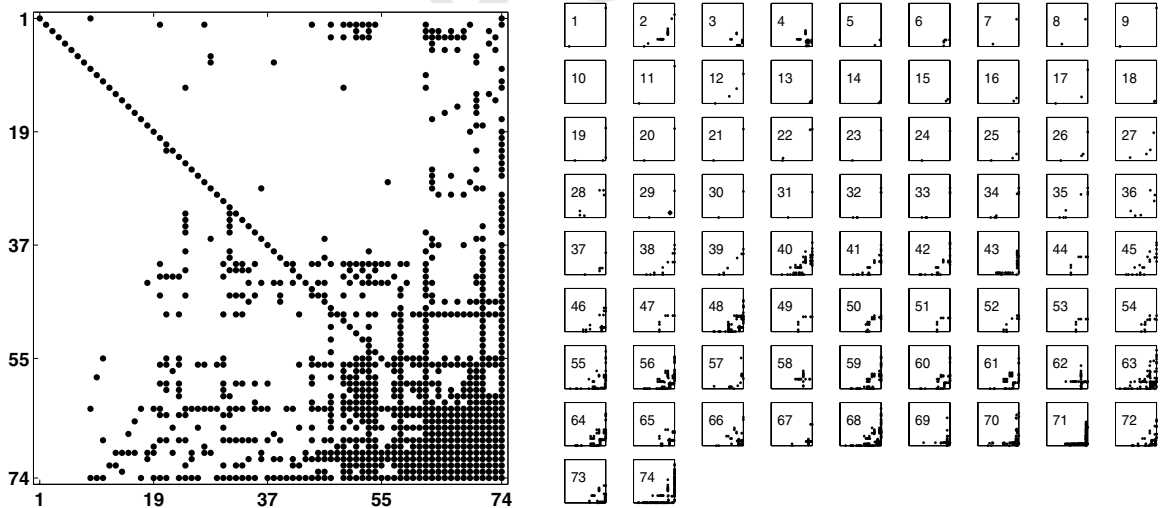 1
19
37
55
74
1 19 37 55 74
1 2 3 4 5 6 7 8 9
10 11 12 13 14 15 16 17 18
19 20 21 22 23 24 25 26 27
28 29 30 31 32 33 34 35 36
37 38 39 40 41 42 43 44 45
46 47 48 49 50 51 52 53 54
55 56 57 58 59 60 61 62 63
64 65 66 67 68 69 70 71 72
73 74